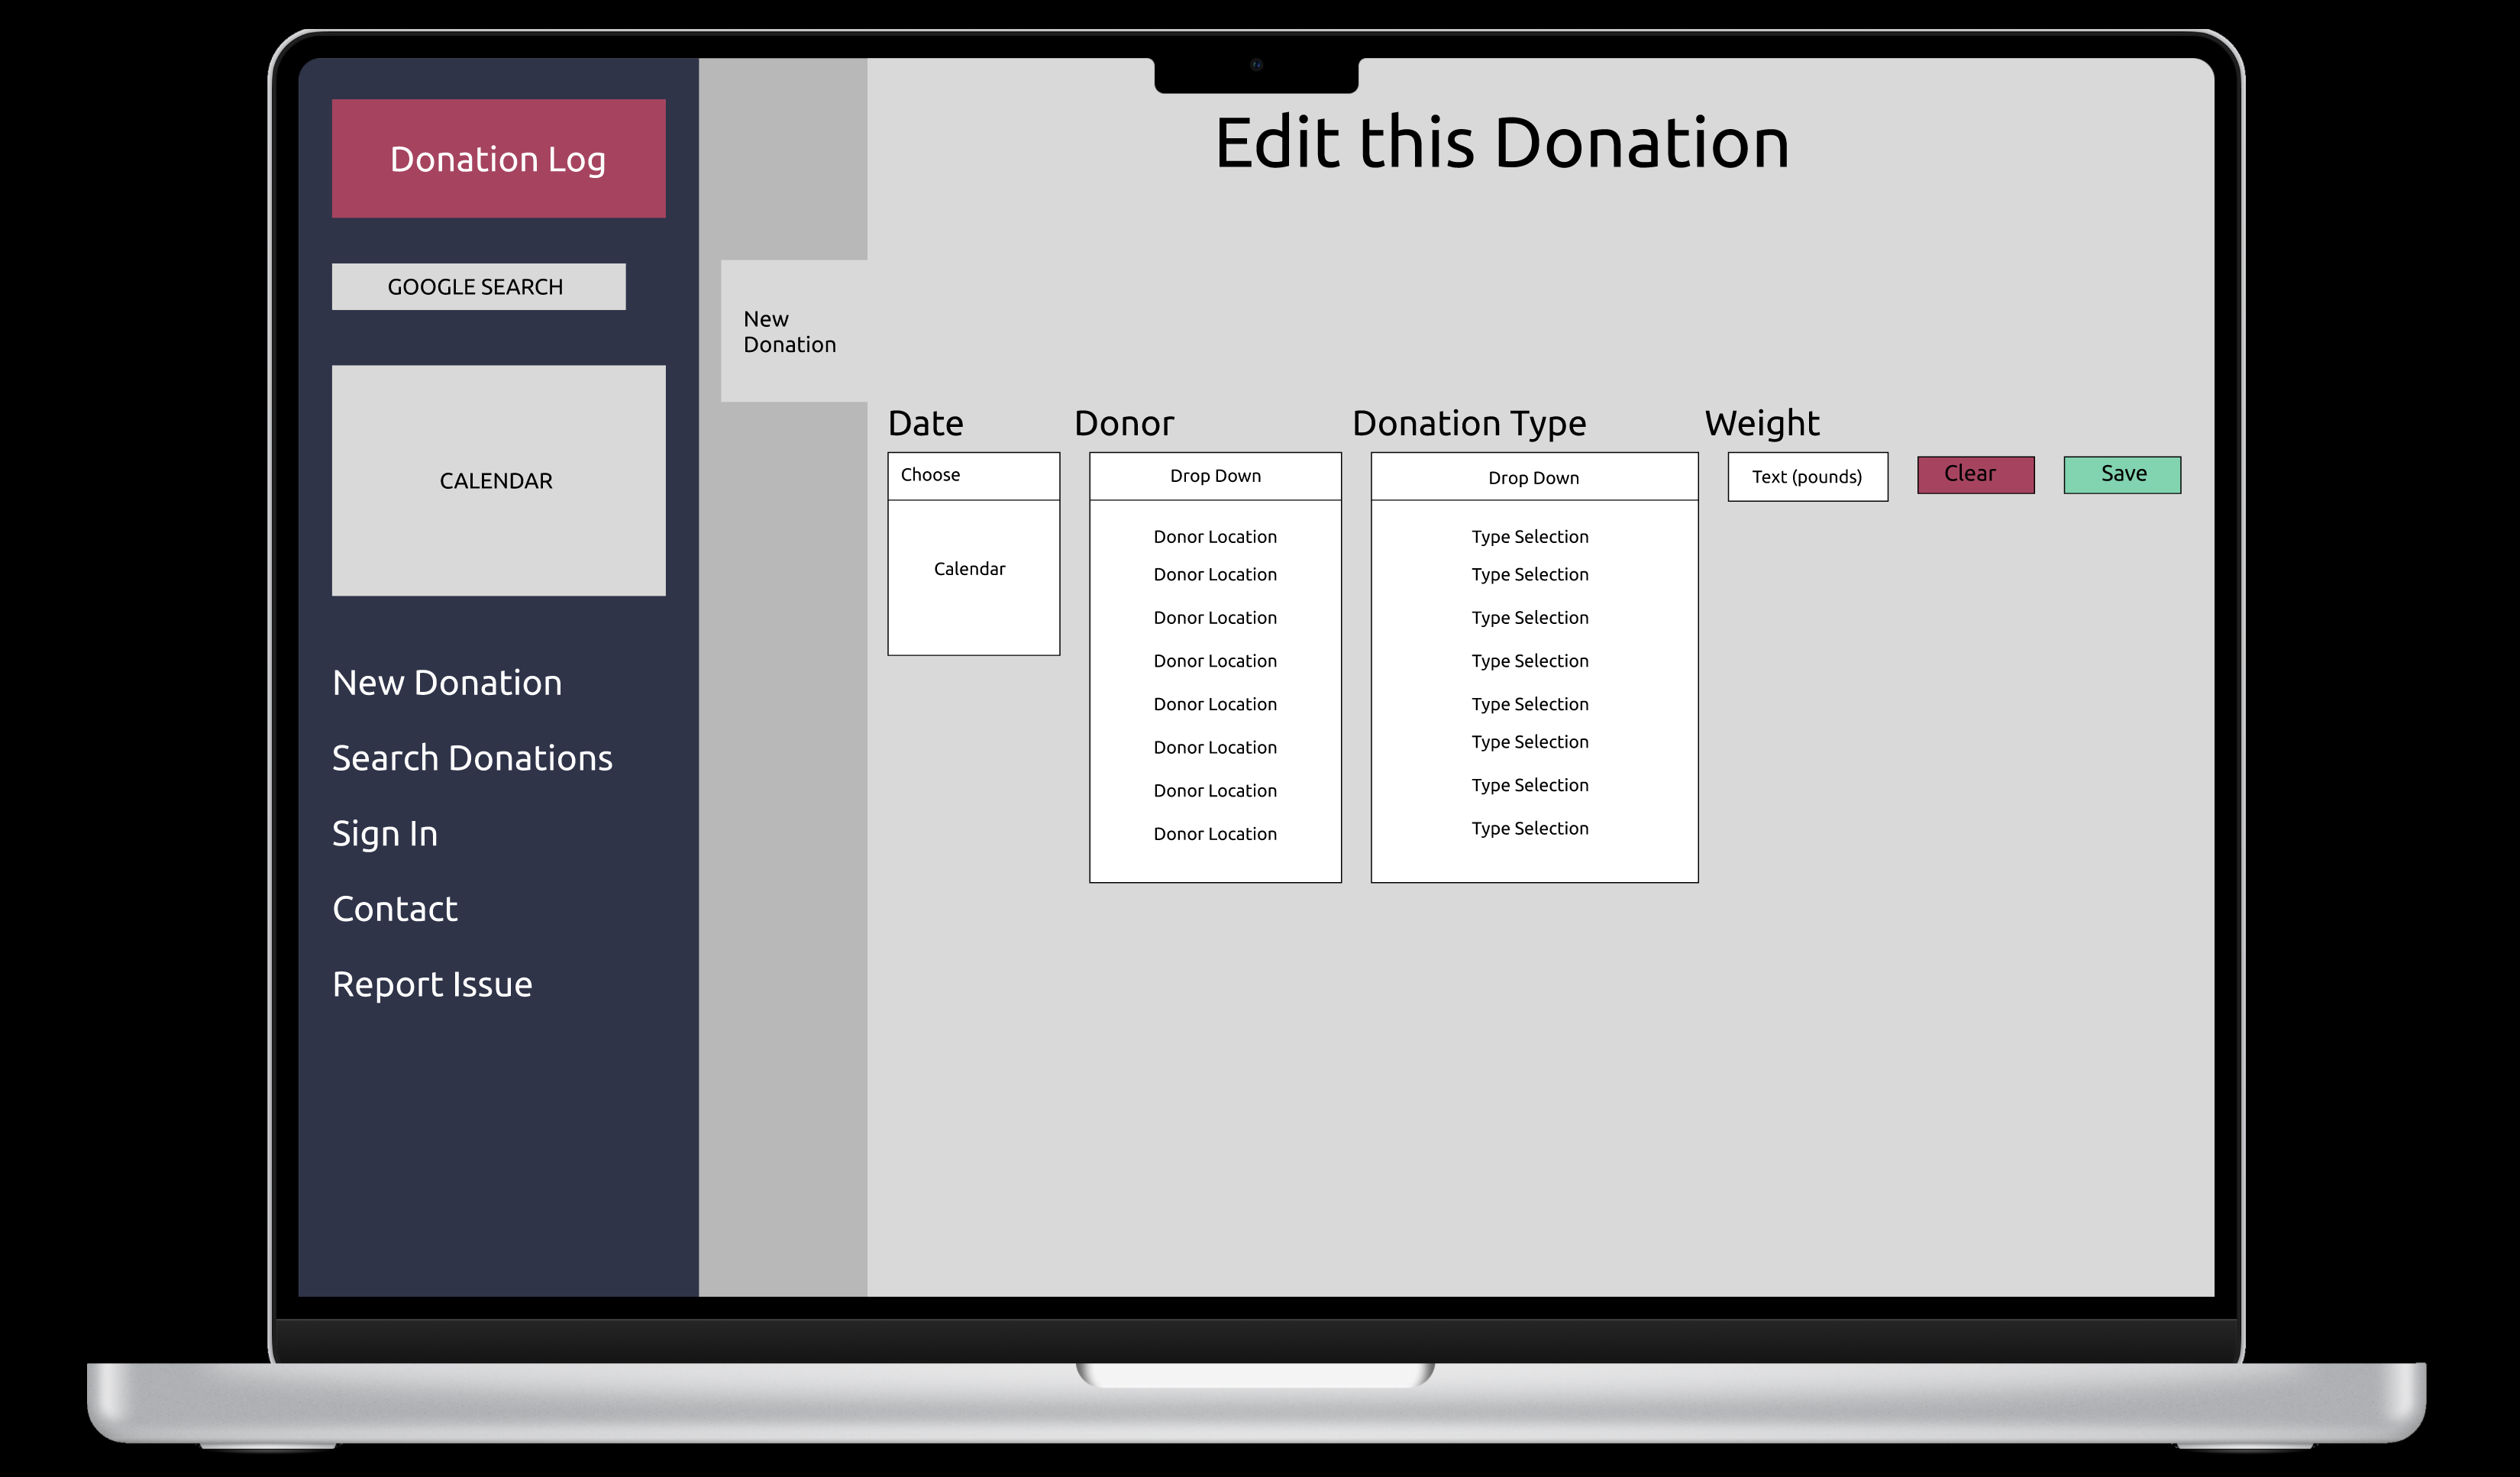 Donation Log
GOOGLE SEARCH
CALENDAR
New Donation
Search Donations
Sign In
Contact
Report Issue
New
Donation
Edit this Donation
Date
Donor
Donation Type
Weight
Choose
Calendar
Drop Down
Donor Location
Donor Location
Donor Location
Donor Location
Donor Location
Donor Location
Donor Location
Donor Location
Drop Down
Type Selection
Type Selection
Type Selection
Type Selection
Type Selection
Type Selection
Type Selection
Type Selection
Text (pounds)
Clear
Save